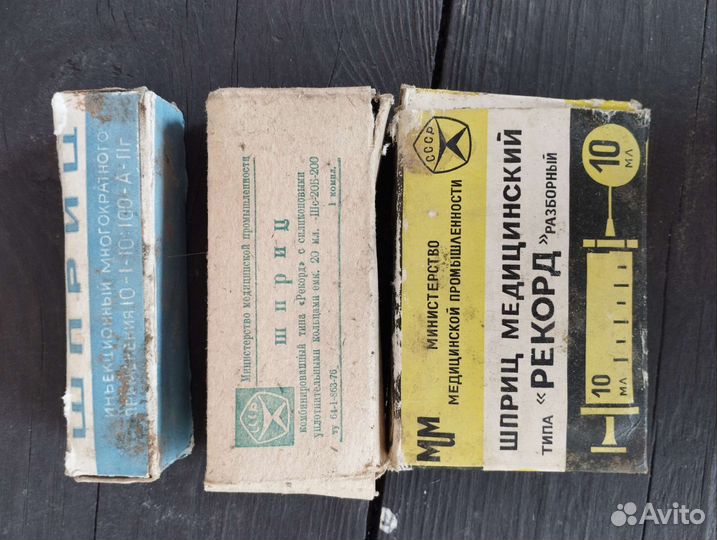 ШПРИЦ
ИНЪЕКЦИОННЫЙ МНОГОКРАТНОГО
ПРИМЕНЕНИЯ 10-1-10·100-А-Пг
Министерство медицинской промышленности
шприц
комбинированный типа «Рекорд» с силиконовыми
уплотнительными кольцами емк. 20 мл. Шс-20Б-200
ту 64-1-863-76
1 компл.
СССР
СССР
МИНИСТЕРСТВО
МЕДИЦИНСКОЙ ПРОМЫШЛЕННОСТИ
ММ
ШПРИЦ МЕДИЦИНСКИЙ
ТИПА «РЕКОРД»
РАЗБОРНЫЙ
10
МЛ
10
МЛ
Avito